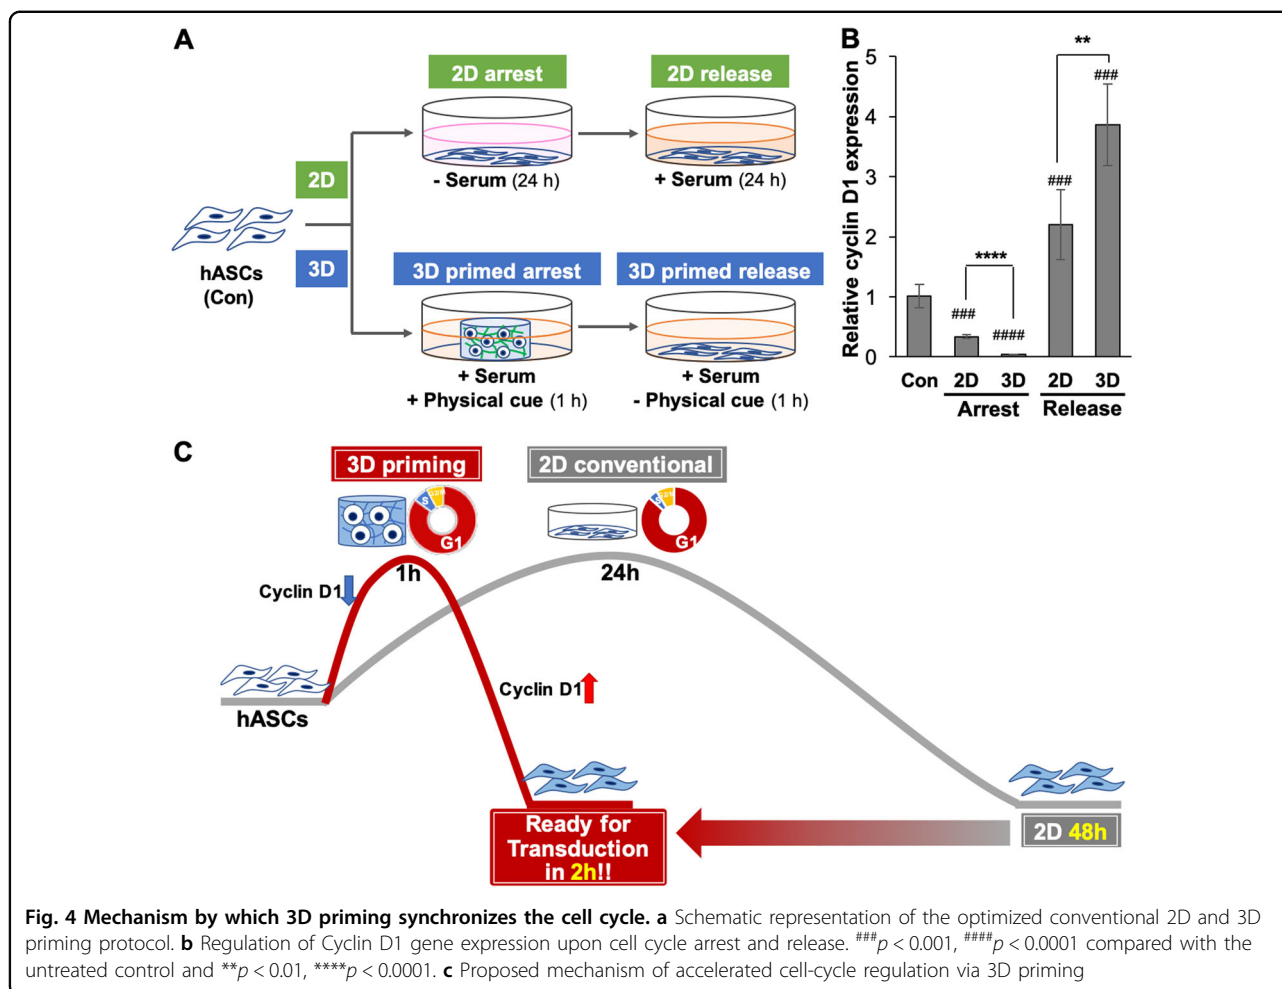 A
2D arrest
2D release
2D
- Serum (24 h)
+ Serum (24 h)
hASCs
(Con)
3D
3D primed arrest
3D primed release
+ Serum
+ Physical cue (1 h)
+ Serum
- Physical cue (1 h)
B
Relative cyclin D1 expression
5
4
3
2
1
0
**
###
###
****
###
####
Con
2D
3D
2D
3D
Arrest
Release
C
3D priming
2D conventional
S
G2/M
G1
S
G2/M
G1
1h
24h
Cyclin D1
hASCs
Cyclin D1
Ready for
Transduction
in 2h!!
2D 48h
Fig. 4 Mechanism by which 3D priming synchronizes the cell cycle. a Schematic representation of the optimized conventional 2D and 3D
priming protocol. b Regulation of Cyclin D1 gene expression upon cell cycle arrest and release. ###p < 0.001, ####p < 0.0001 compared with the
untreated control and **p < 0.01, ****p < 0.0001. c Proposed mechanism of accelerated cell-cycle regulation via 3D priming